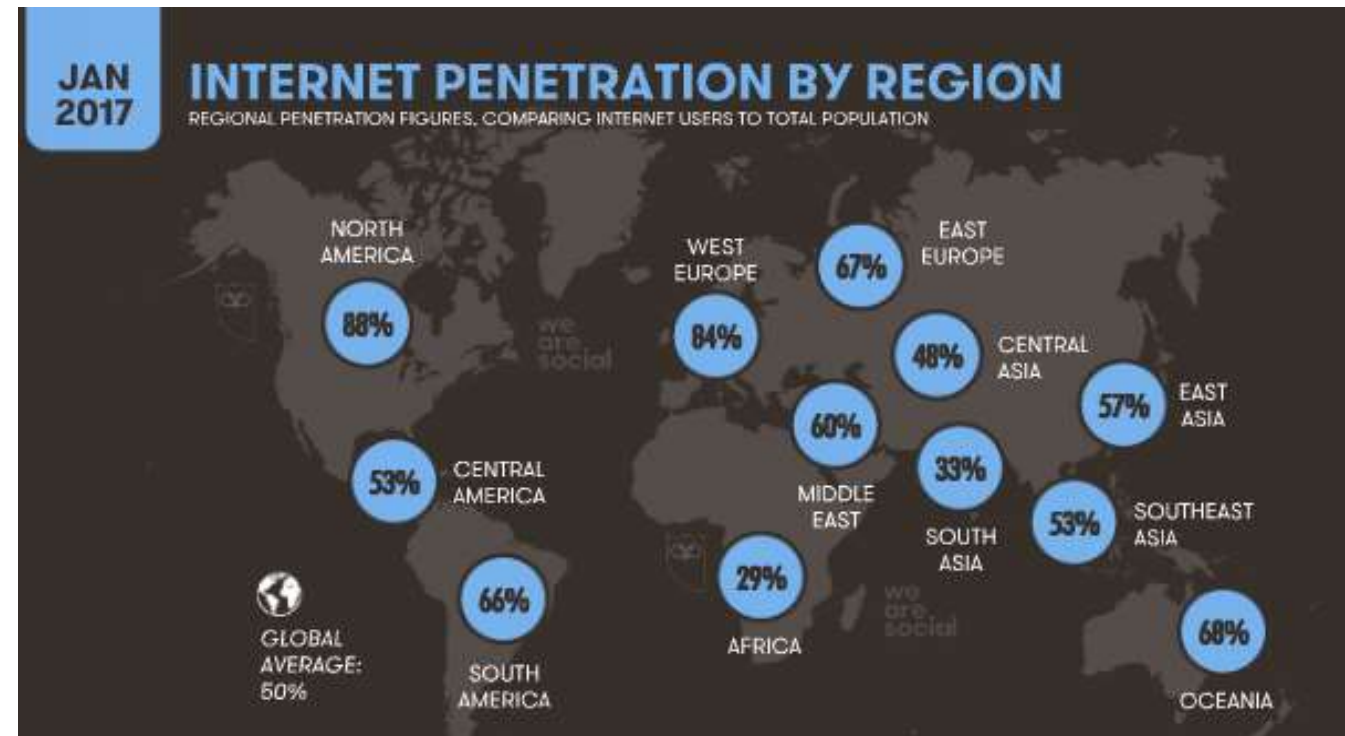 JAN
2017
INTERNET PENETRATION BY REGION
REGIONAL PENETRATION FIGURES, COMPARING INTERNET USERS TO TOTAL POPULATION
NORTH
AMERICA
88%
we
are
social
WEST
EUROPE
84%
67%
EAST
EUROPE
48%
CENTRAL
ASIA
57%
EAST
ASIA
60%
MIDDLE
EAST
33%
SOUTH
ASIA
53%
SOUTHEAST
ASIA
53%
CENTRAL
AMERICA
66%
SOUTH
AMERICA
29%
AFRICA
we
are
social
68%
OCEANIA
GLOBAL
AVERAGE:
50%